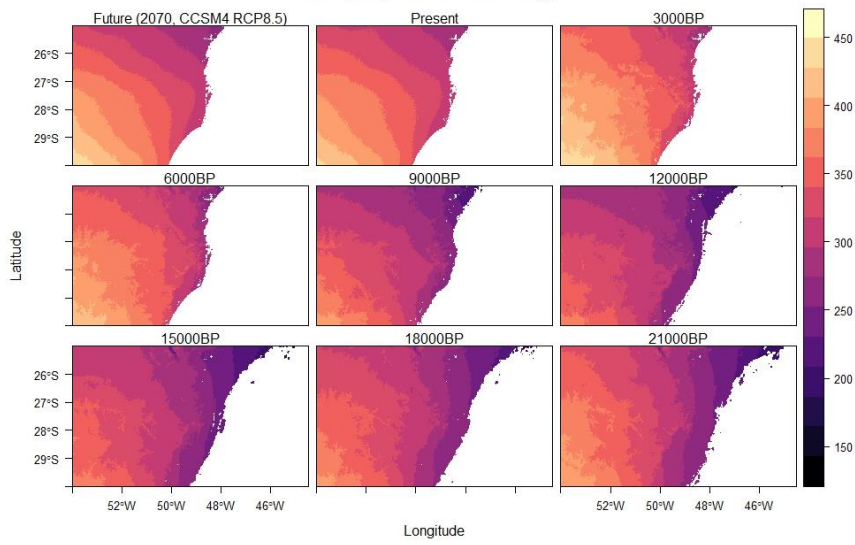 Future (2070, CCSM4 RCP8.5) Present 3000BP
26°S
27°S
28°S
29°S
6000BP 9000BP 12000BP
Latitude
15000BP 18000BP 21000BP
26°S
27°S
28°S
29°S
52°W 50°W 48°W 46°W 52°W 50°W 48°W 46°W
Longitude
450
400
350
300
250
200
150